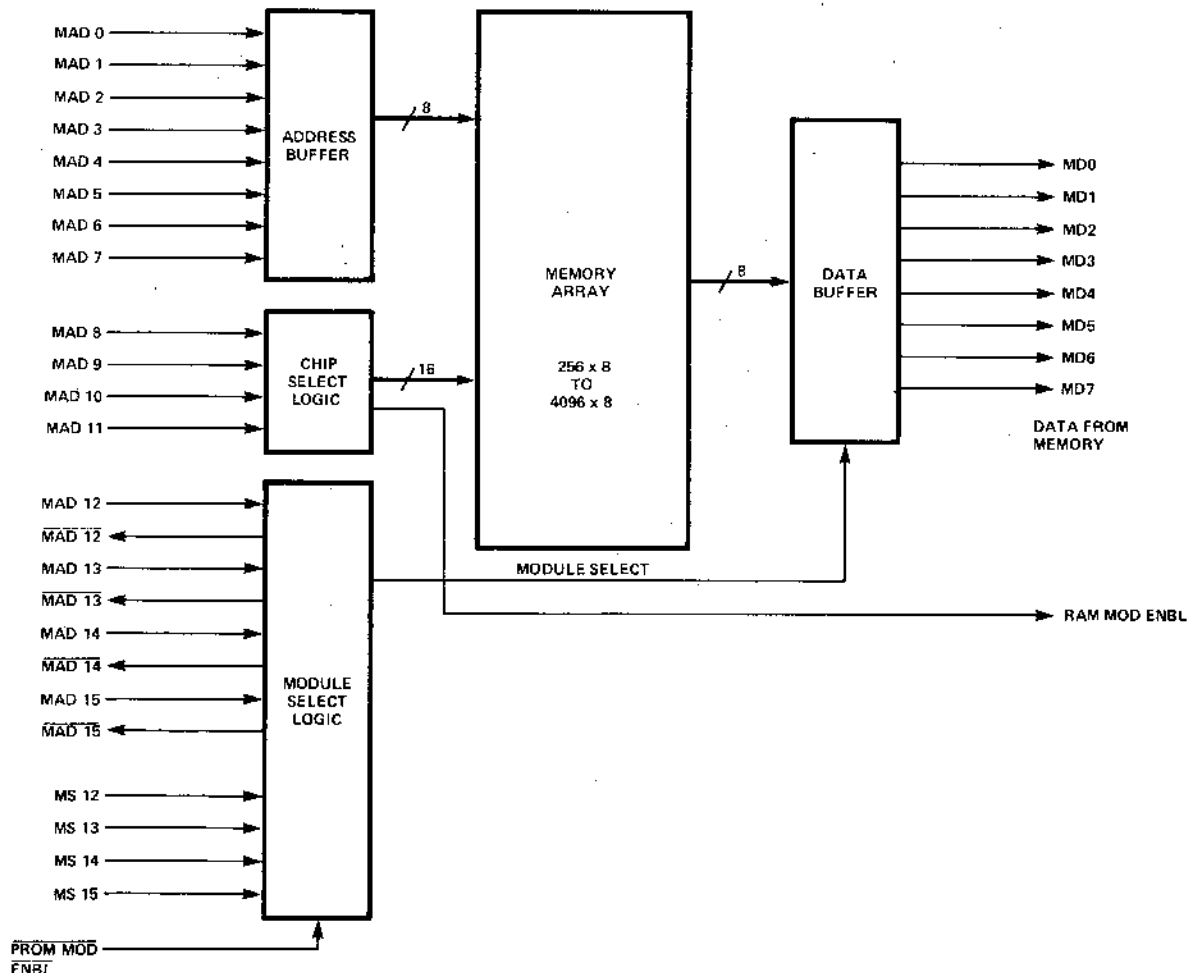 MAD 0
MAD 1
MAD 2
MAD 3
MAD 4
MAD 5
MAD 6
MAD 7
ADDRESS
BUFFER
8
MAD 8
MAD 9
MAD 10
MAD 11
CHIP
SELECT
LOGIC
16
MEMORY
ARRAY
256 x 8
TO
4096 x 8
8
DATA
BUFFER
MD0
MD1
MD2
MD3
MD4
MD5
MD6
MD7
DATA FROM
MEMORY
MAD 12
MAD 12
MAD 13
MAD 13
MAD 14
MAD 14
MAD 15
MAD 15
MS 12
MS 13
MS 14
MS 15
MODULE
SELECT
LOGIC
MODULE SELECT
RAM MOD ENBL
PROM MOD
ENBL